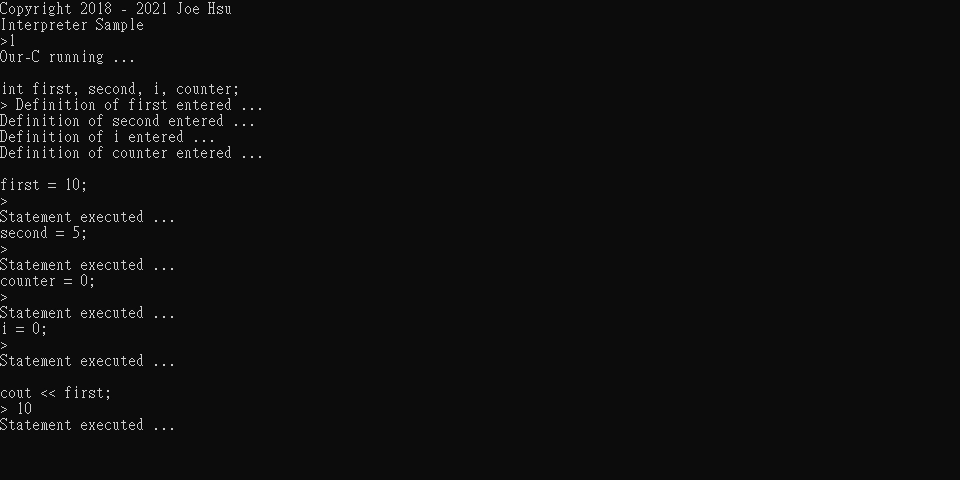 Copyright 2018 - 2021 Joe Hsu
Interpreter Sample
>1
Our-C running ...
int first, second, i, counter;
> Definition of first entered ...
Definition of second entered ...
Definition of i entered ...
Definition of counter entered ...
first = 10;
>
Statement executed ...
second = 5;
>
Statement executed ...
counter = 0;
>
Statement executed ...
i = 0;
>
Statement executed ...
cout << first;
> 10
Statement executed ...